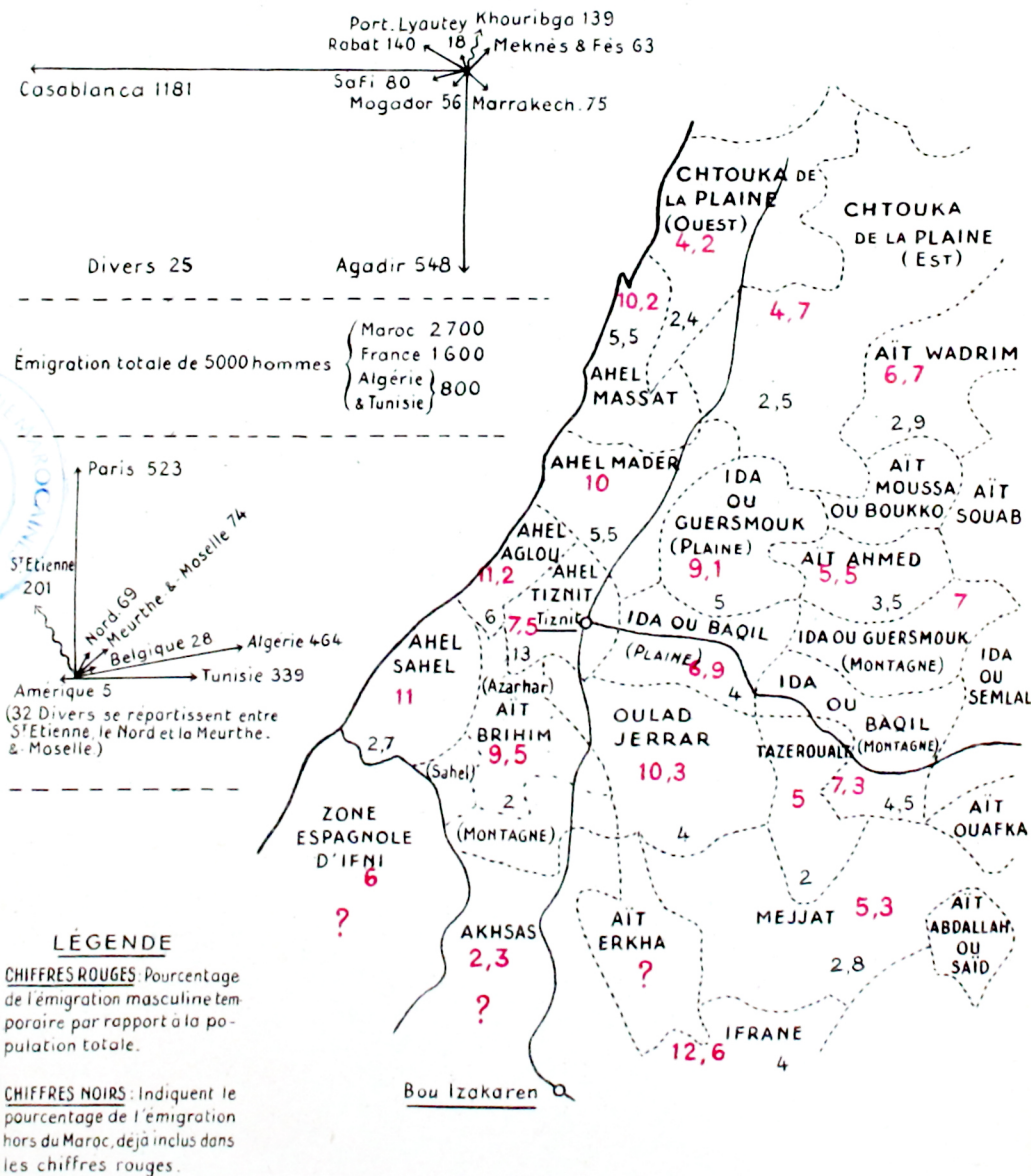 Port. Lyautey Khouribga 139
Rabat 140 18 Meknès & Fès 63
Casablanca 1181
Safi 80
Mogador 56 Marrakech. 75
Divers 25
Agadir 548
Émigration totale de 5000 hommes
Maroc 2700
France 1600
Algérie
& Tunisie
800
Paris 523
St Etienne
201
Nord. 69
Meurthe & Moselle 74
Belgique 28
Algérie 464
Tunisie 339
Amérique 5
(32 Divers se répartissent entre
St Etienne, le Nord et la Meurthe.
& Moselle.)
CHTOUKA DE
LA PLAINE
(OUEST)
4,2
CHTOUKA
DE LA PLAINE
(EST)
10,2
2,4
4,7
5,5
AHEL
MASSAT
AÏT WADRIM
6,7
2,5
2,9
AHEL MADER
10
5,5
IDA
OU
GUERSMOUK
(PLAINE)
9,1
5
AÏT
MOUSSA
OU BOUKKO
AÏT
SOUAB
AHEL
AGLOU
11,2
6
AHEL
TIZNIT
7,5
Tiznit
13
AÏT AHMED
5,5
3,5
7
IDA OU BAQIL
(PLAINE)
6,9
4
IDA OU GUERSMOUK
(MONTAGNE)
IDA
OU
SEMLAL
AHEL
SAHEL
11
2,7
(Azarhar)
AÏT
BRIHIM
9,5
(Sahel)
2
(MONTAGNE)
OULAD
JERRAR
10,3
4
IDA
OU
BAQIL
(MONTAGNE)
TAZEROUALT
5
7,3
4,5
2
AÏT
OUAFKA
ZONE
ESPAGNOLE
D'IFNI
6
?
AKHSAS
2,3
?
AÏT
ERKHA
?
MEJJAT 5,3
2,8
AÏT
ABDALLAH
OU
SAÏD
IFRANE
12,6
4
Bou Izakaren
LÉGENDE
CHIFFRES ROUGES: Pourcentage
de l'émigration masculine tem-
poraire par rapport à la po-
pulation totale.
CHIFFRES NOIRS: Indiquent le
pourcentage de l'émigration
hors du Maroc, déjà inclus dans
les chiffres rouges.